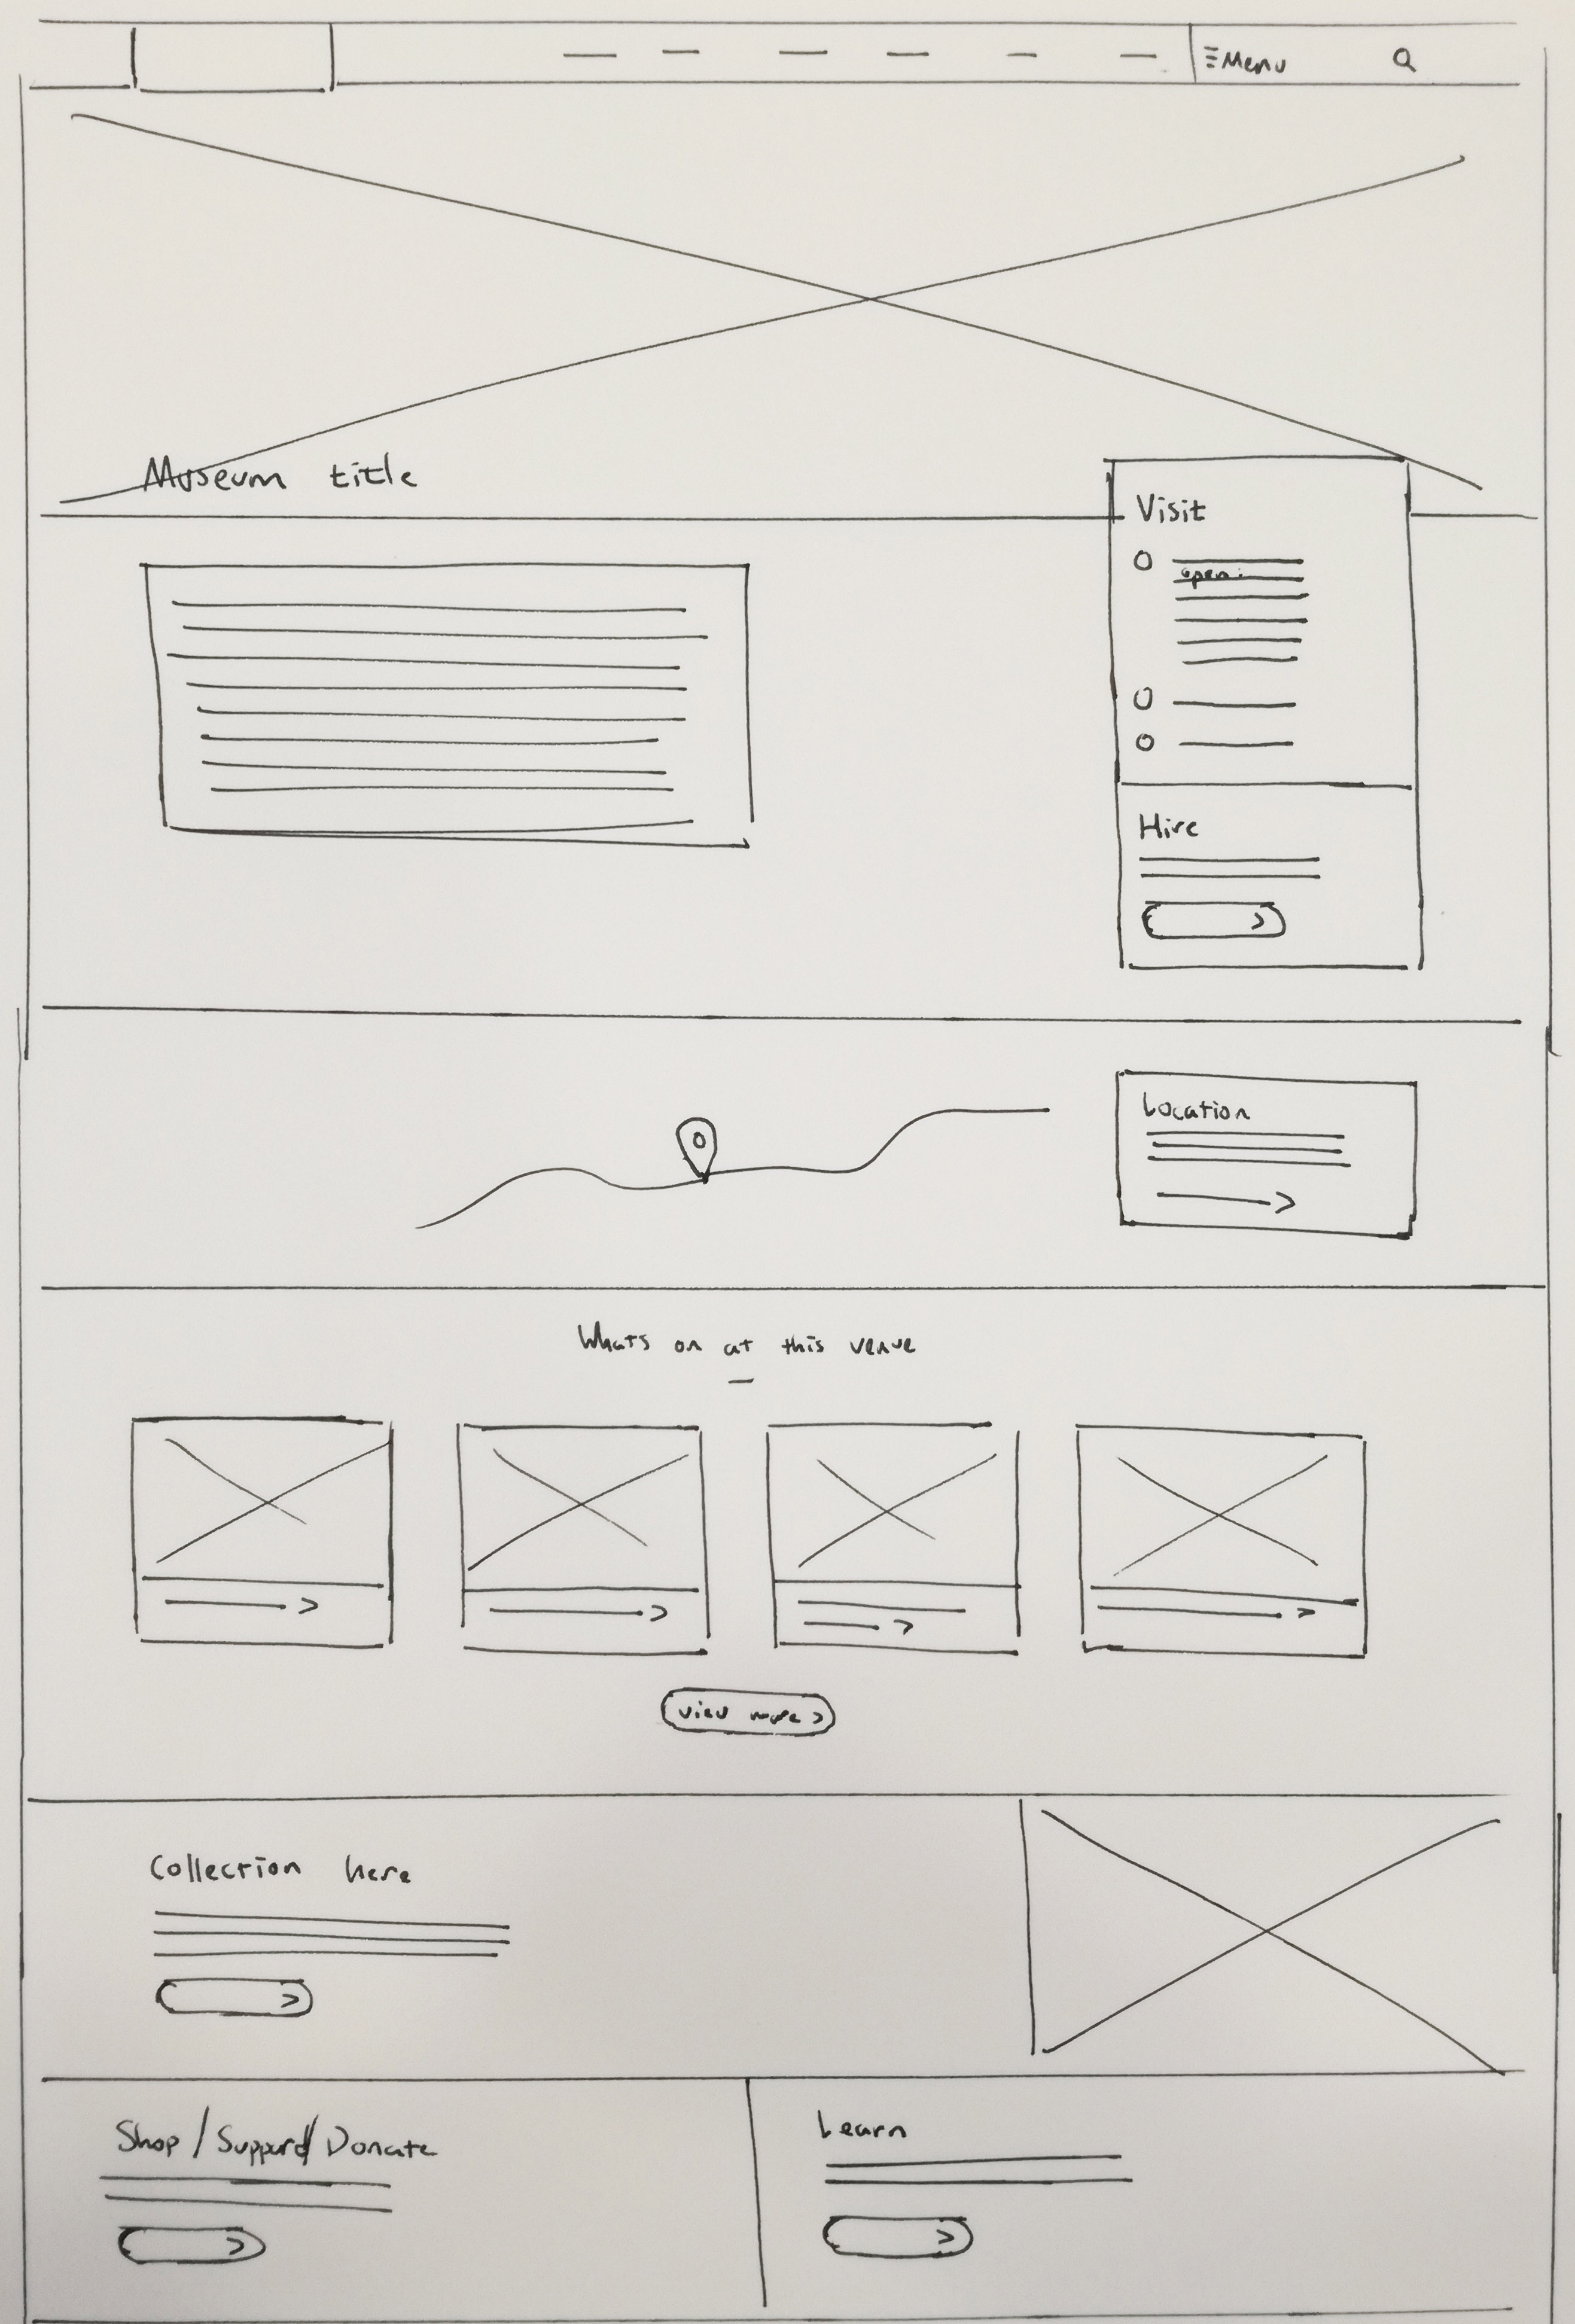 Menu
Museum title
Visit
open:
Hire
Location
Whats on at this venue
view more >
Collection here
Shop / Support / Donate
Learn